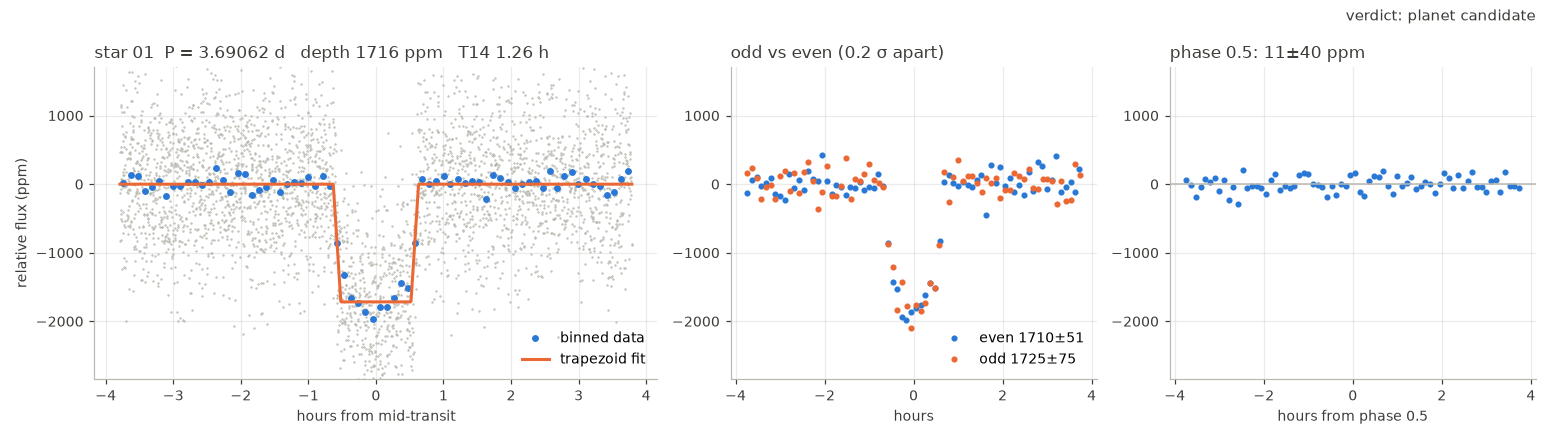 verdict: planet candidate
star 01  P = 3.69062 d   depth 1716 ppm   T14 1.26 h
odd vs even (0.2 σ apart)
phase 0.5: 11±40 ppm
relative flux (ppm)
1000
0
−1000
−2000
1000
0
−1000
−2000
1000
0
−1000
−2000
binned data
trapezoid fit
even 1710±51
odd 1725±75
−4 −3 −2 −1 0 1 2 3 4
−4 −2 0 2 4
−4 −2 0 2 4
hours from mid-transit
hours
hours from phase 0.5